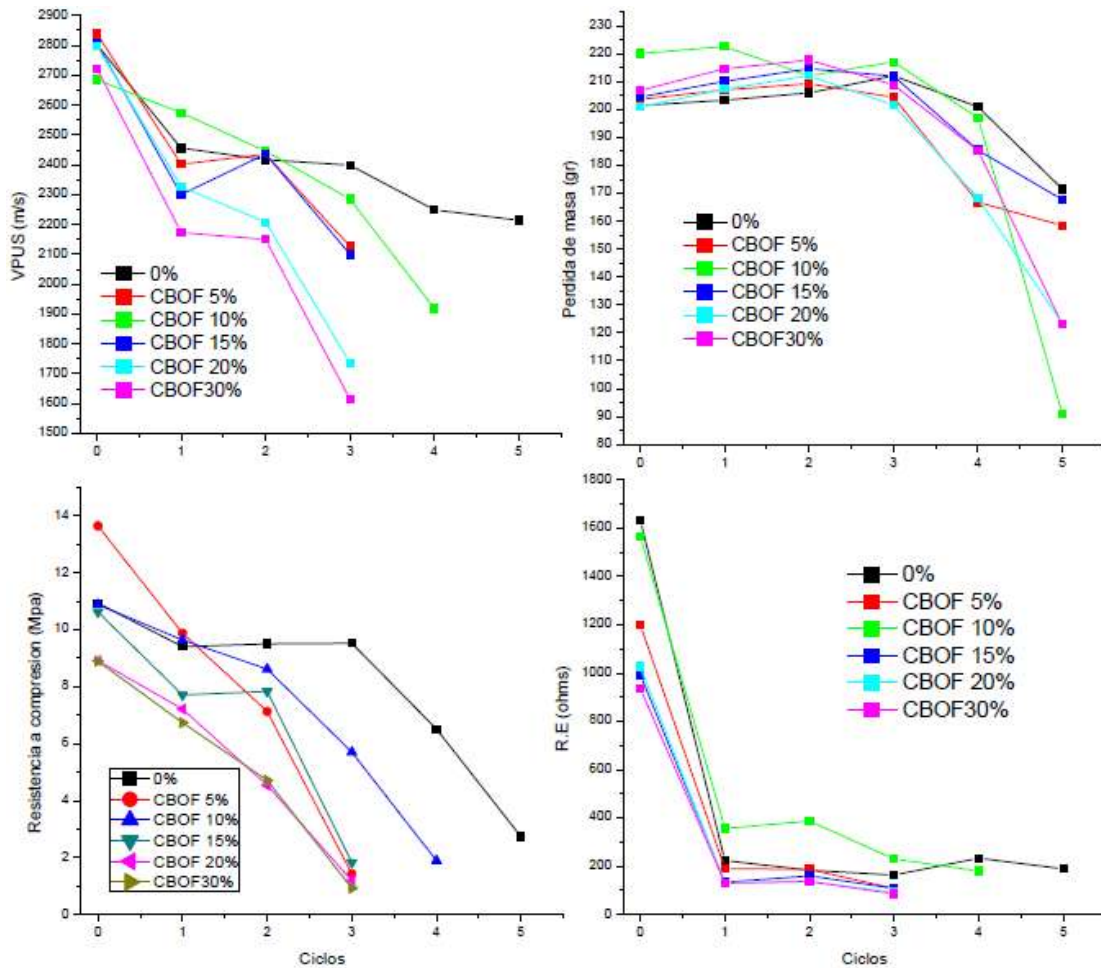 2900
2800
2700
2600
2500
2400
2300
2200
2100
2000
1900
1800
1700
1600
1500
VPUS (m/s)
0%
CBOF 5%
CBOF 10%
CBOF 15%
CBOF 20%
CBOF30%
0 1 2 3 4 5
230
220
210
200
190
180
170
160
150
140
130
120
110
100
90
80
Perdida de masa (gr)
0%
CBOF 5%
CBOF 10%
CBOF 15%
CBOF 20%
CBOF30%
0 1 2 3 4 5
14
12
10
8
6
4
2
0
Resistencia a compresion (Mpa)
0%
CBOF 5%
CBOF 10%
CBOF 15%
CBOF 20%
CBOF30%
0 1 2 3 4 5
Ciclos
1800
1600
1400
1200
1000
800
600
400
200
0
R.E (ohms)
0%
CBOF 5%
CBOF 10%
CBOF 15%
CBOF 20%
CBOF30%
0 1 2 3 4 5
Ciclos